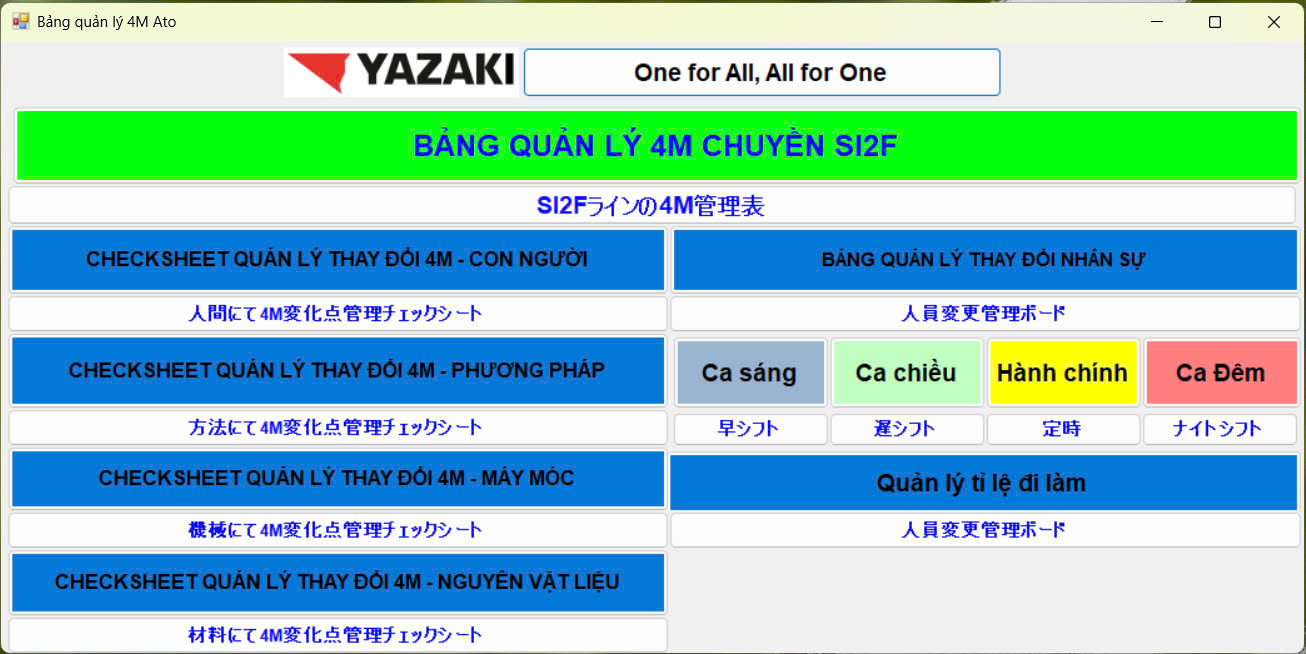 Bảng quản lý 4M Ato
YAZAKI
One for All, All for One
BẢNG QUẢN LÝ 4M CHUYỀN SI2F
SI2Fラインの4M管理表
CHECKSHEET QUẢN LÝ THAY ĐỔI 4M - CON NGƯỜI
BẢNG QUẢN LÝ THAY ĐỔI NHÂN SỰ
人間にて4M変化点管理チェックシート
人員変更管理ボード
CHECKSHEET QUẢN LÝ THAY ĐỔI 4M - PHƯƠNG PHÁP
Ca sáng
Ca chiều
Hành chính
Ca Đêm
方法にて4M変化点管理チェックシート
早シフト
遅シフト
定時
ナイトシフト
CHECKSHEET QUẢN LÝ THAY ĐỔI 4M - MÁY MÓC
Quản lý tỉ lệ đi làm
機械にて4M変化点管理チェックシート
人員変更管理ボード
CHECKSHEET QUẢN LÝ THAY ĐỔI 4M - NGUYÊN VẬT LIỆU
材料にて4M変化点管理チェックシート